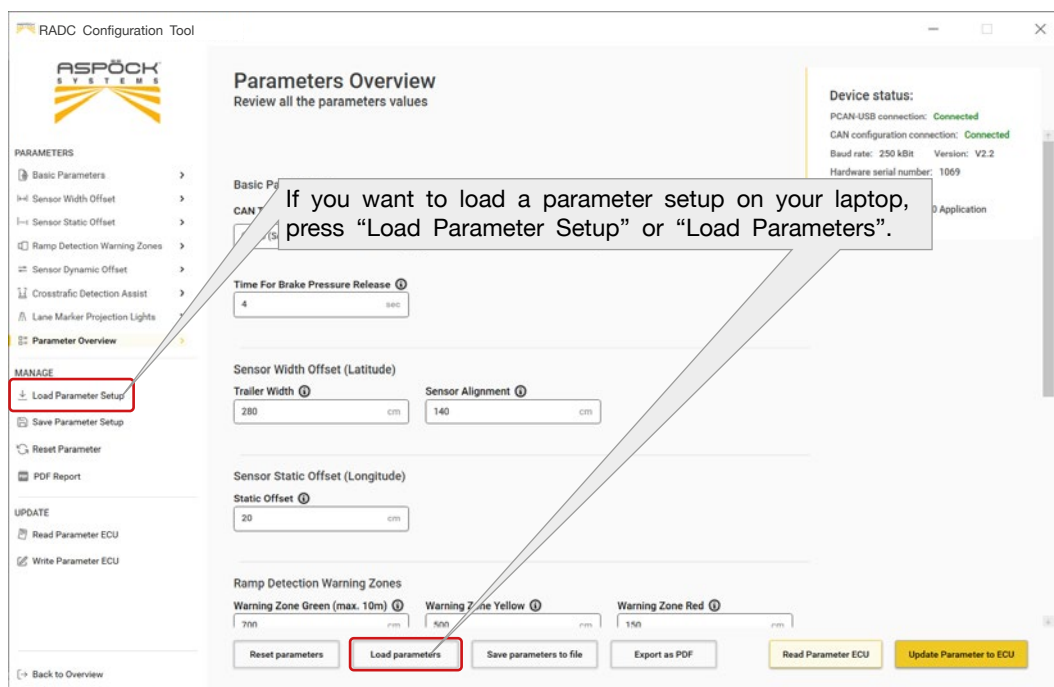 RADC Configuration Tool
ASPÖCK
SYSTEMS
PARAMETERS
Basic Parameters
Sensor Width Offset
Sensor Static Offset
Ramp Detection Warning Zones
Sensor Dynamic Offset
Crosstrafic Detection Assist
Lane Marker Projection Lights
Parameter Overview
MANAGE
Load Parameter Setup
Save Parameter Setup
Reset Parameter
PDF Report
UPDATE
Read Parameter ECU
Write Parameter ECU
Back to Overview
Parameters Overview
Review all the parameters values
Device status:
PCAN-USB connection: Connected
CAN configuration connection: Connected
Baud rate: 250 kBit Version: V2.2
Hardware serial number: 1069
Application
If you want to load a parameter setup on your laptop,
press “Load Parameter Setup” or “Load Parameters”.
Basic
CAN
Time For Brake Pressure Release
4 sec
Sensor Width Offset (Latitude)
Trailer Width Sensor Alignment
280 cm 140 cm
Sensor Static Offset (Longitude)
Static Offset
20 cm
Ramp Detection Warning Zones
Warning Zone Green (max. 10m) Warning Zone Yellow Warning Zone Red
700 cm 500 cm 150 cm
Reset parameters Load parameters Save parameters to file Export as PDF Read Parameter ECU Update Parameter to ECU